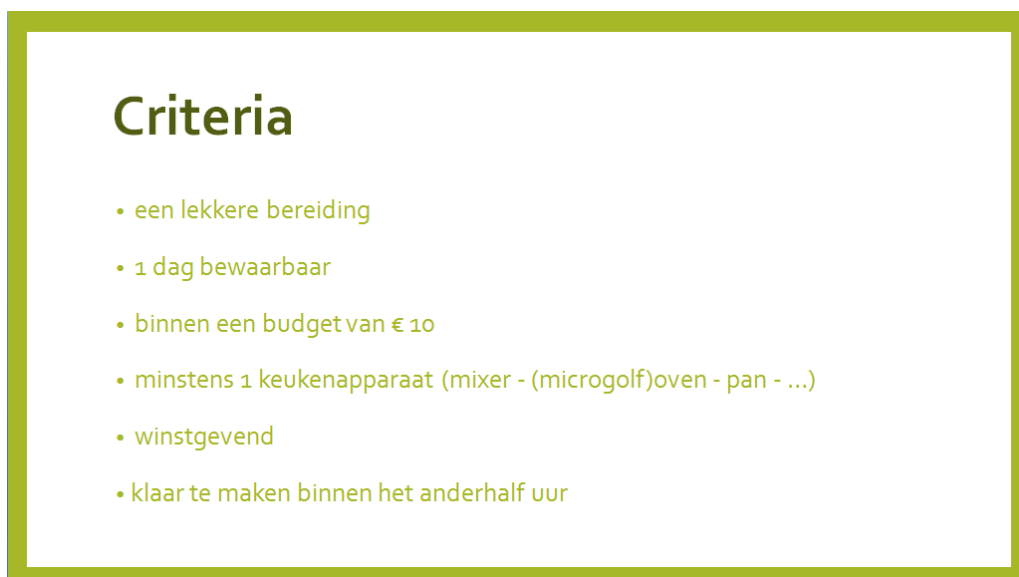 Criteria
• een lekkere bereiding
• 1 dag bewaarbaar
• binnen een budget van € 10
• minstens 1 keukenapparaat (mixer - (microgolf)oven - pan - ...)
• winstgevend
• klaar te maken binnen het anderhalf uur